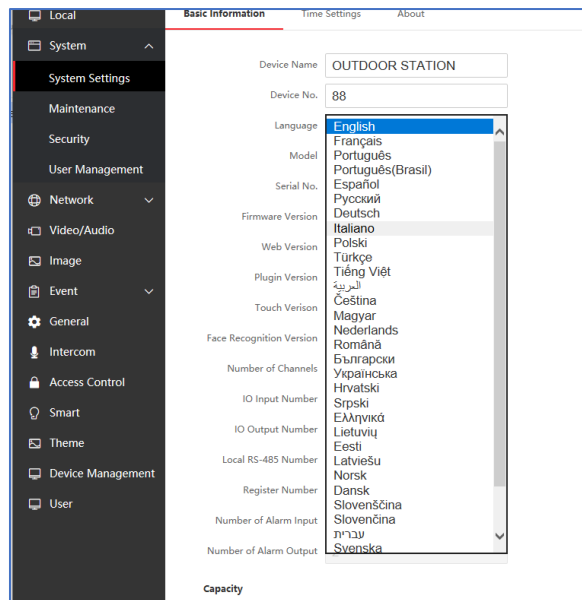 Local
System
System Settings
Maintenance
Security
User Management
Network
Video/Audio
Image
Event
General
Intercom
Access Control
Smart
Theme
Device Management
User
Basic Information
Time Settings
About
Device Name
OUTDOOR STATION
Device No.
88
Language
Model
Serial No.
Firmware Version
Web Version
Plugin Version
Touch Verison
Face Recognition Version
Number of Channels
IO Input Number
IO Output Number
Local RS-485 Number
Register Number
Number of Alarm Input
Number of Alarm Output
English
Français
Português
Português(Brasil)
Español
Русский
Deutsch
Italiano
Polski
Türkçe
Tiếng Việt
العربية
Čeština
Magyar
Nederlands
Română
Български
Українська
Hrvatski
Srpski
Ελληνικά
Lietuvių
Eesti
Latviešu
Norsk
Dansk
Slovenščina
Slovenčina
עברית
Svenska
Capacity